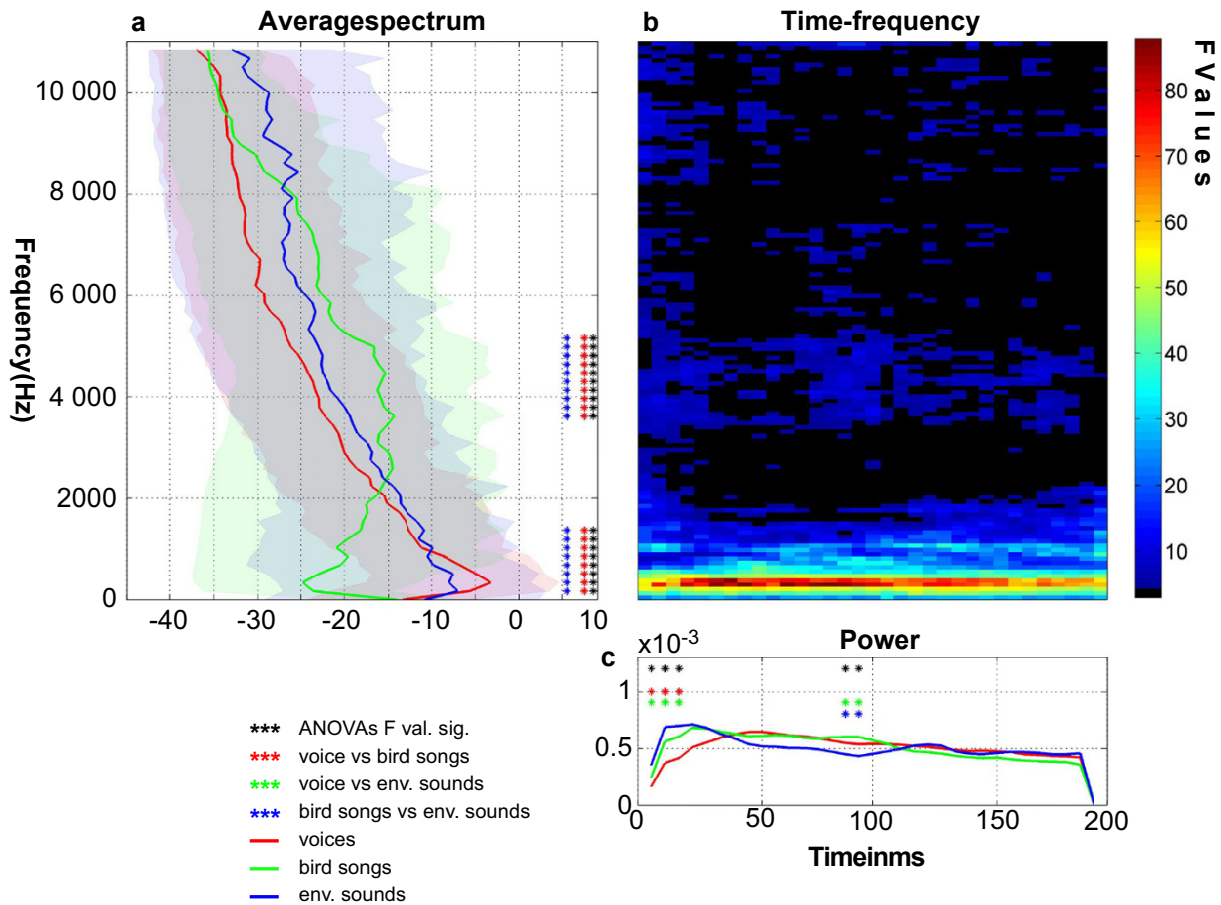 a Averagespectrum
b Time-frequency
Frequency(Hz)
10 000
8 000
6 000
4 000
2000
0
-40 -30 -20 -10 0 10
F Values
80
70
60
50
40
30
20
10
c Power
x10-3
1
0.5
0
0 50 100 150 200
Timeinms
*** ANOVAs F val. sig.
*** voice vs bird songs
*** voice vs env. sounds
*** bird songs vs env. sounds
voices
bird songs
env. sounds